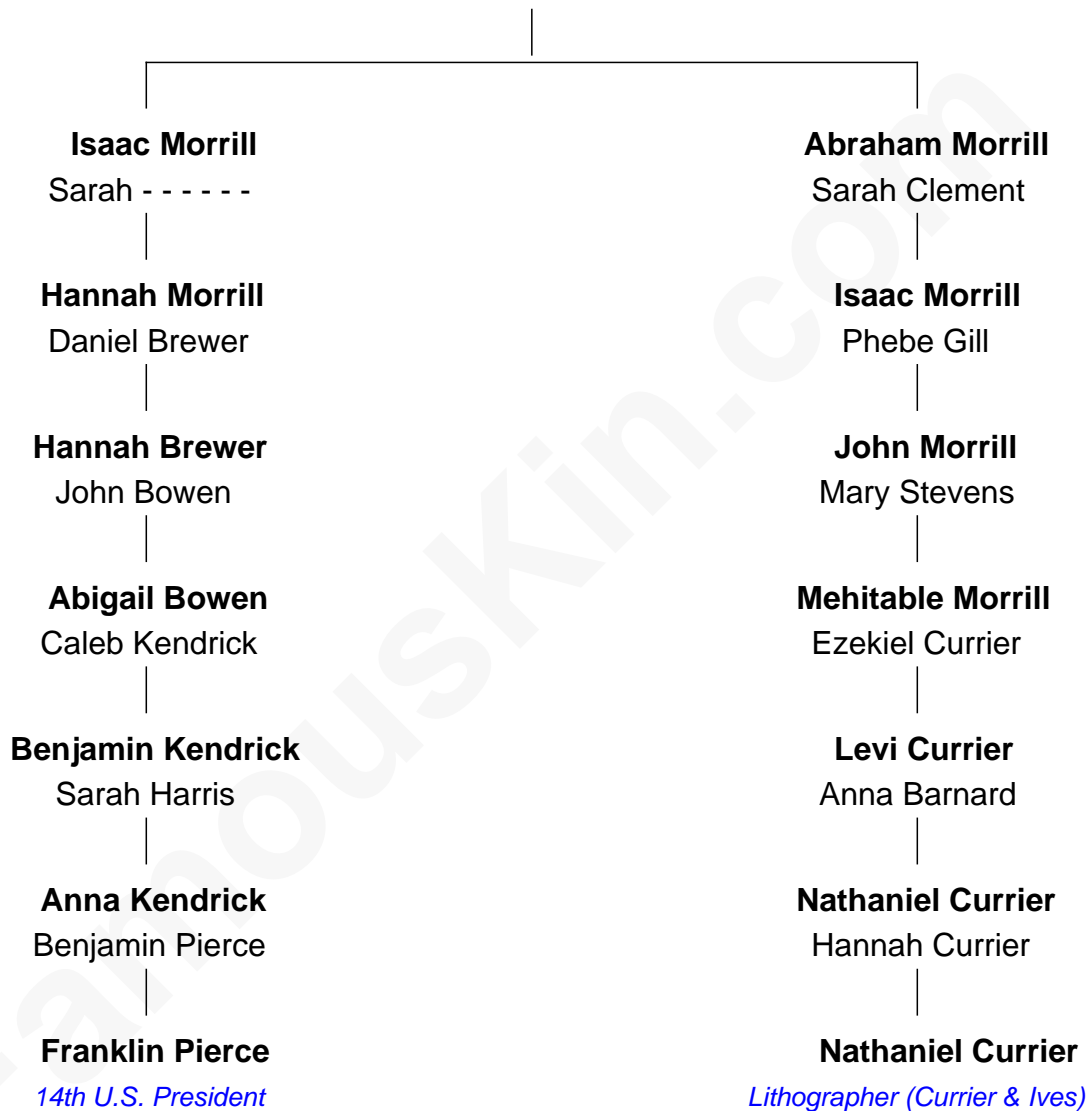 Isaac Morrill
Sarah - - - - - -
Hannah Morrill
Daniel Brewer
Hannah Brewer
John Bowen
Abigail Bowen
Caleb Kendrick
Benjamin Kendrick
Sarah Harris
Anna Kendrick
Benjamin Pierce
Franklin Pierce
14th U.S. President
Abraham Morrill
Sarah Clement
Isaac Morrill
Phebe Gill
John Morrill
Mary Stevens
Mehitable Morrill
Ezekiel Currier
Levi Currier
Anna Barnard
Nathaniel Currier
Hannah Currier
Nathaniel Currier
Lithographer (Currier & Ives)
famouskin.com